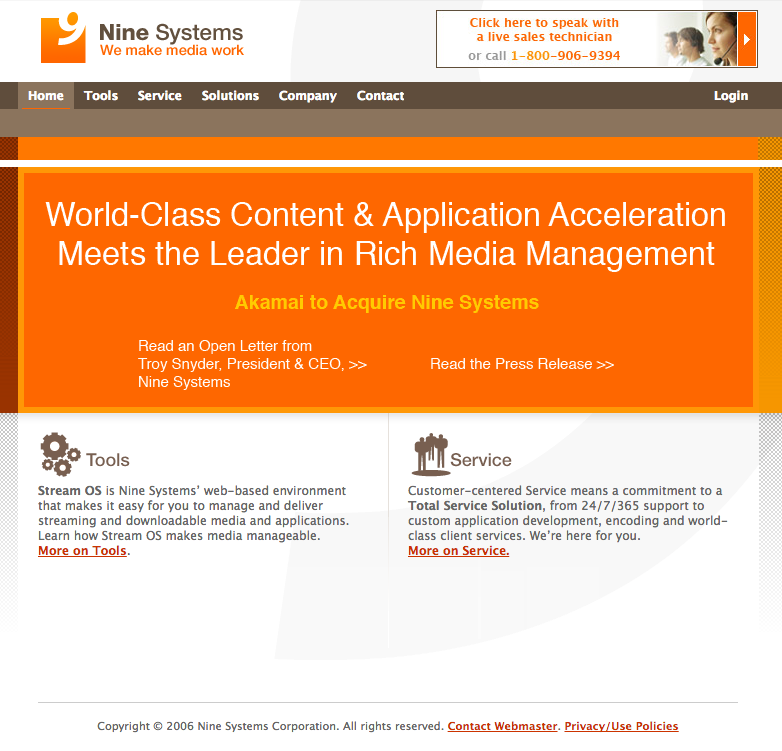 Nine Systems
We make media work
Click here to speak with
a live sales technician
or call 1-800-906-9394
Home Tools Service Solutions Company Contact Login
World-Class Content & Application Acceleration
Meets the Leader in Rich Media Management
Akamai to Acquire Nine Systems
Read an Open Letter from
Troy Snyder, President & CEO, >>
Nine Systems
Read the Press Release >>
Tools
Stream OS is Nine Systems’ web-based environment
that makes it easy for you to manage and deliver
streaming and downloadable media and applications.
Learn how Stream OS makes media manageable.
More on Tools.
Service
Customer-centered Service means a commitment to a
Total Service Solution, from 24/7/365 support to
custom application development, encoding and world-
class client services. We’re here for you.
More on Service.
Copyright © 2006 Nine Systems Corporation. All rights reserved. Contact Webmaster. Privacy/Use Policies